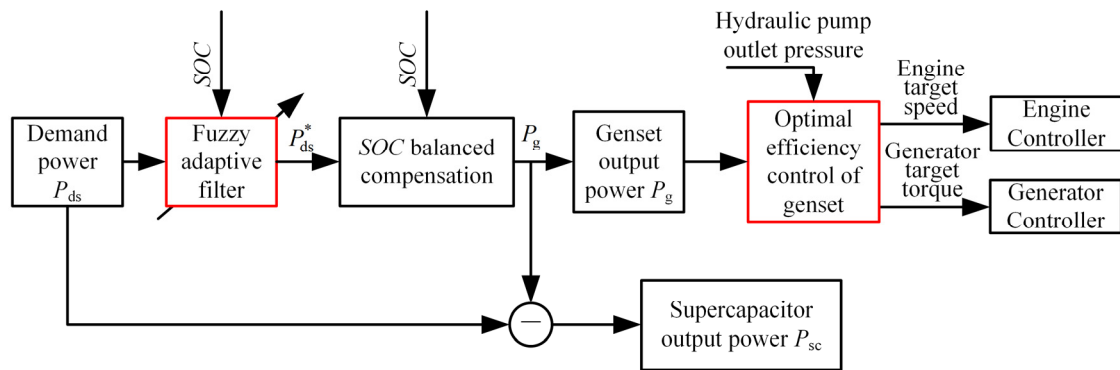 Hydraulic pump
outlet pressure
SOC
SOC
Engine
target
speed
Demand
power
P_ds
Fuzzy
adaptive
filter
P*_ds
SOC balanced
compensation
P_g
Genset
output
power P_g
Optimal
efficiency
control of
genset
Engine
Controller
Generator
target
torque
Generator
Controller
—
Supercapacitor
output power P_sc